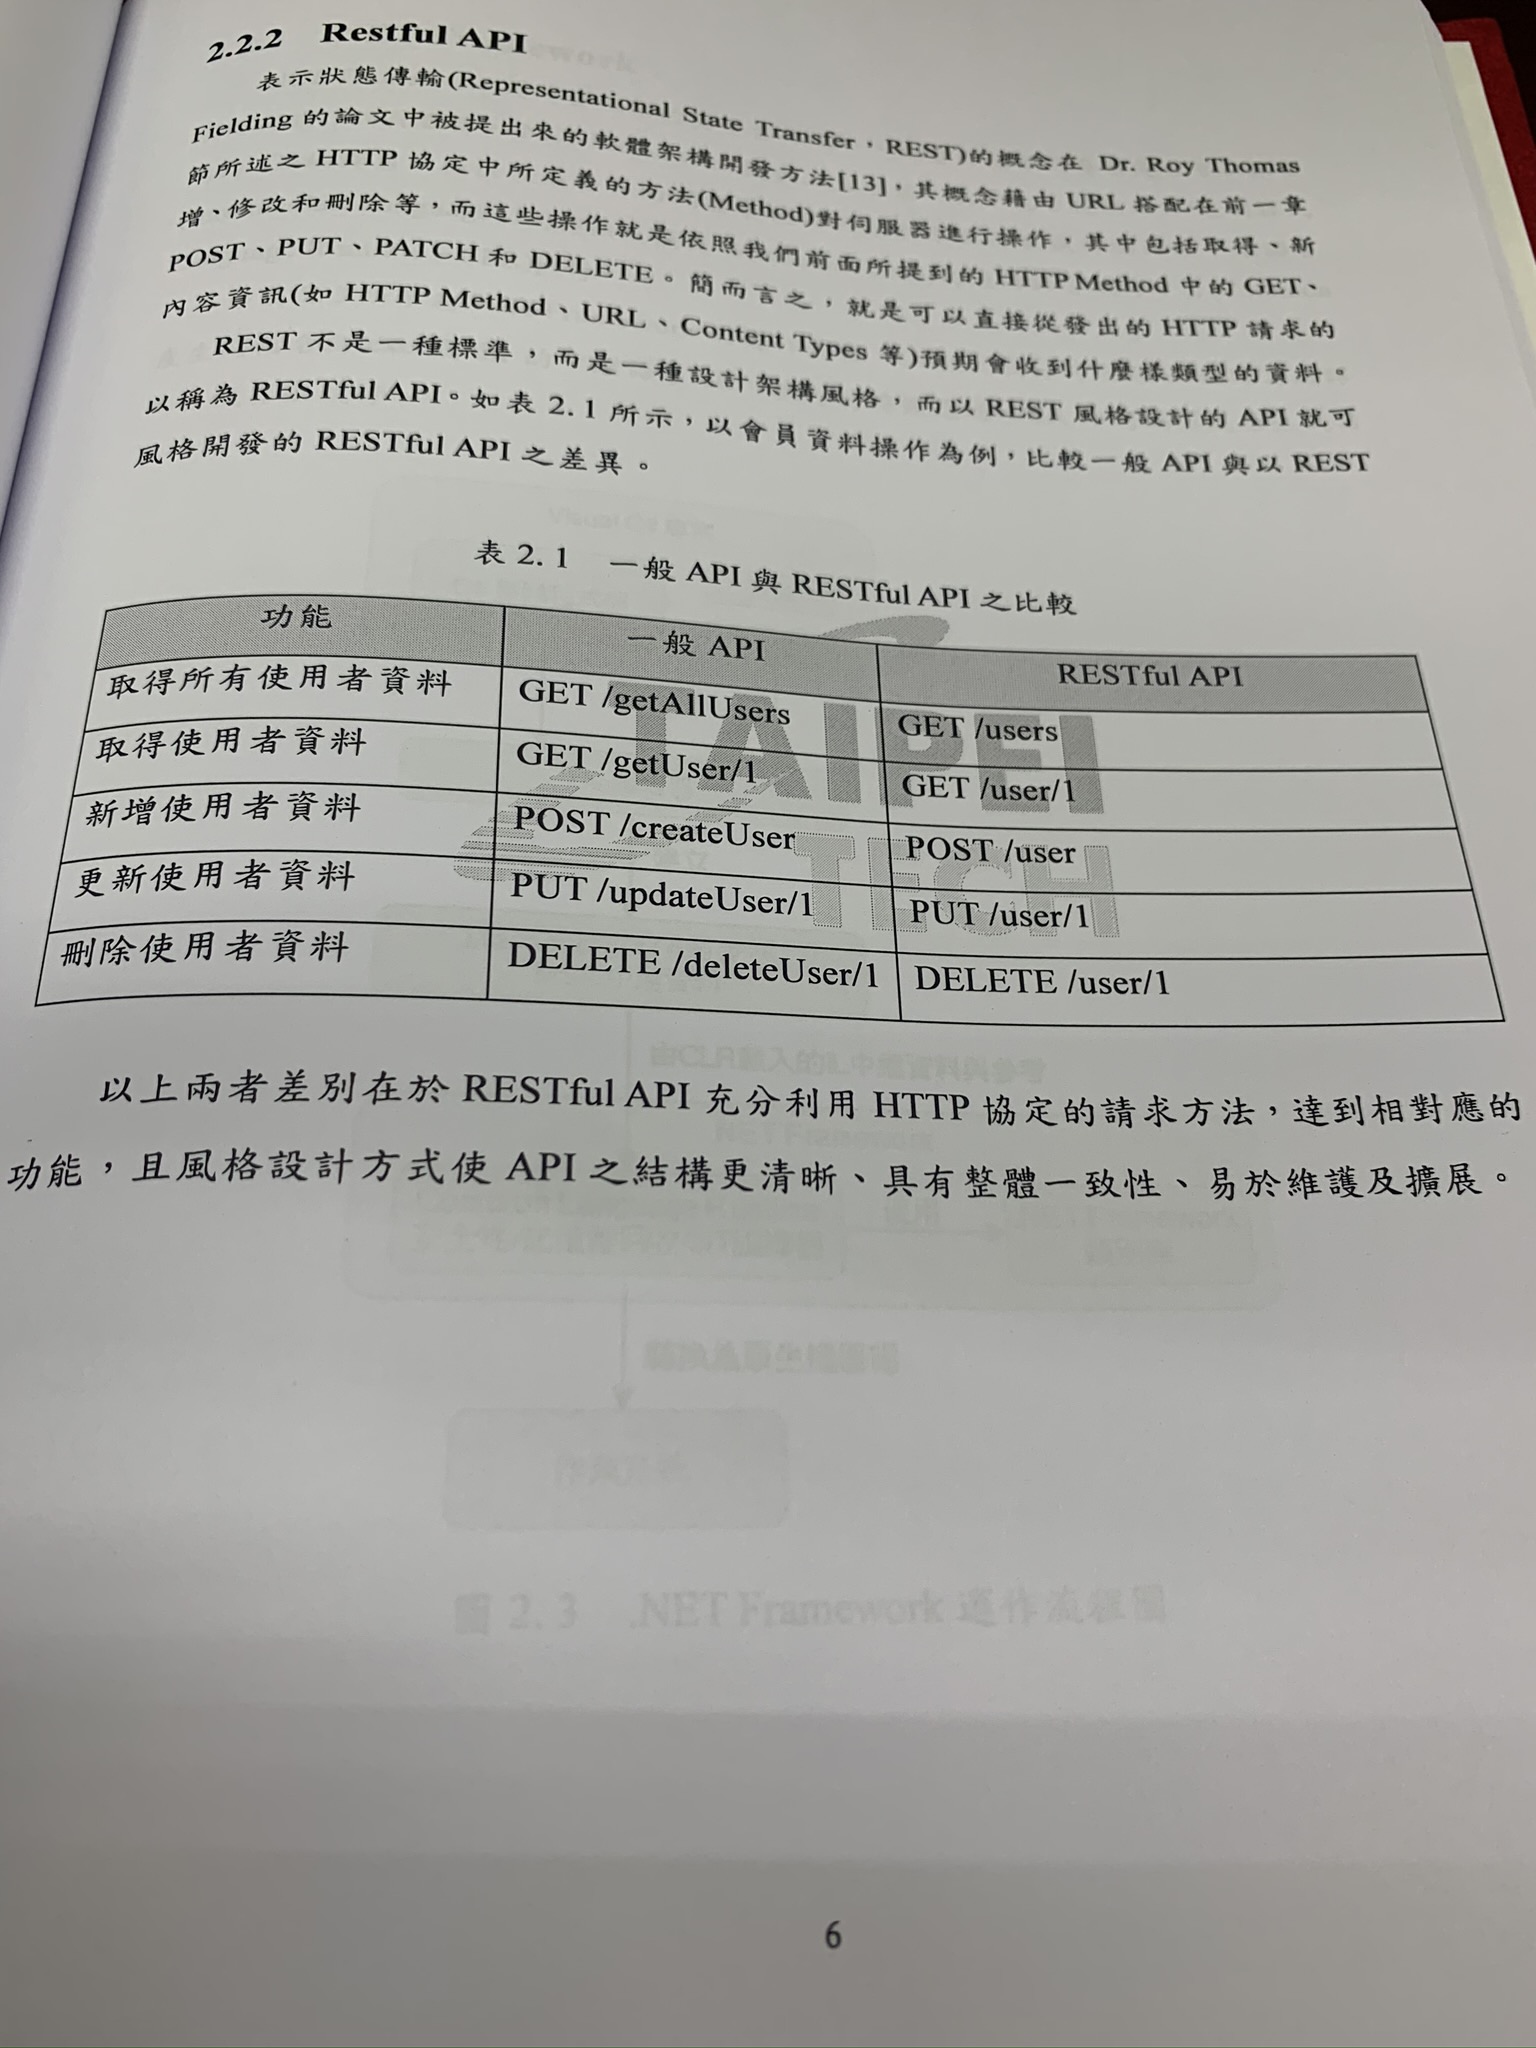 2.2.2 Restful API
表示狀態傳輸(Representational State Transfer，REST)的概念在 Dr. Roy Thomas
Fielding 的論文中被提出來的軟體架構開發方法[13]，其概念藉由 URL 搭配在前一章
節所述之 HTTP 協定中所定義的方法(Method)對伺服器進行操作，其中包括取得、新
增、修改和刪除等，而這些操作就是依照我們前面所提到的 HTTP Method 中的 GET、
POST、PUT、PATCH 和 DELETE。簡而言之，就是可以直接從發出的 HTTP 請求的
內容資訊(如 HTTP Method、URL、Content Types 等)預期會收到什麼樣類型的資料。
REST 不是一種標準，而是一種設計架構風格，而以 REST 風格設計的 API 就可
以稱為 RESTful API。如表 2.1 所示，以會員資料操作為例，比較一般 API 與以 REST
風格開發的 RESTful API 之差異。
表 2.1 一般 API 與 RESTful API 之比較
功能 一般 API RESTful API
取得所有使用者資料 GET /getAllUsers GET /users
取得使用者資料 GET /getUser/1 GET /user/1
新增使用者資料 POST /createUser POST /user
更新使用者資料 PUT /updateUser/1 PUT /user/1
刪除使用者資料 DELETE /deleteUser/1 DELETE /user/1
TAIPEI
TECH
以上兩者差別在於 RESTful API 充分利用 HTTP 協定的請求方法，達到相對應的
功能，且風格設計方式使 API 之結構更清晰、具有整體一致性、易於維護及擴展。
圖 2.3 .NET Framework 運作流程圖
6